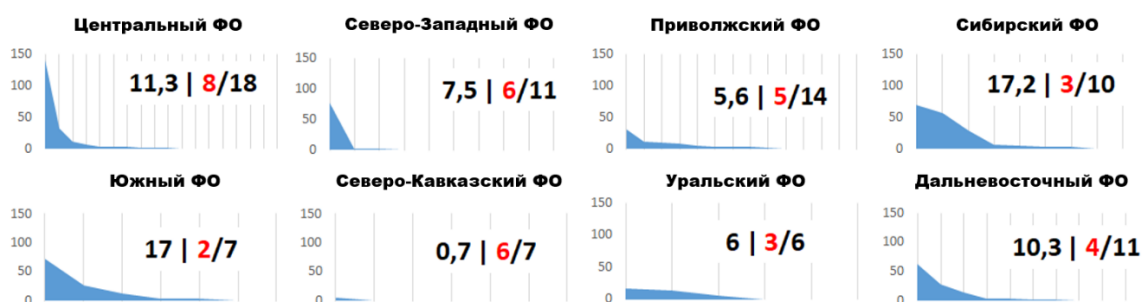 Центральный ФО
150
100
50
0
11,3 | 8/18
Северо-Западный ФО
150
100
50
0
7,5 | 6/11
Приволжский ФО
150
100
50
0
5,6 | 5/14
Сибирский ФО
150
100
50
0
17,2 | 3/10
Южный ФО
150
100
50
0
17 | 2/7
Северо-Кавказский ФО
150
100
50
0
0,7 | 6/7
Уральский ФО
150
100
50
0
6 | 3/6
Дальневосточный ФО
150
100
50
0
10,3 | 4/11